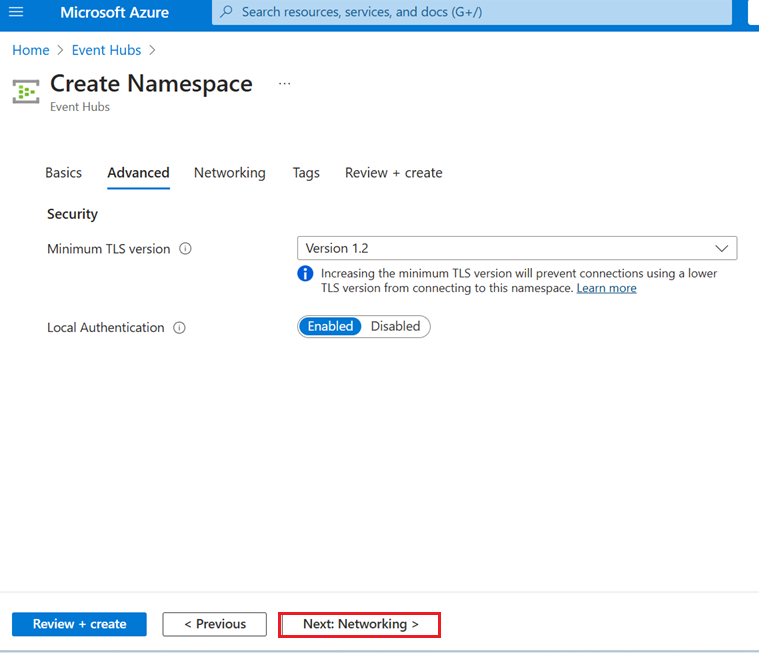 Microsoft Azure
Search resources, services, and docs (G+/)
Home > Event Hubs >
Create Namespace ...
Event Hubs
Basics Advanced Networking Tags Review + create
Security
Minimum TLS version
Version 1.2
Increasing the minimum TLS version will prevent connections using a lower
TLS version from connecting to this namespace. Learn more
Local Authentication
Enabled Disabled
Review + create < Previous Next: Networking >